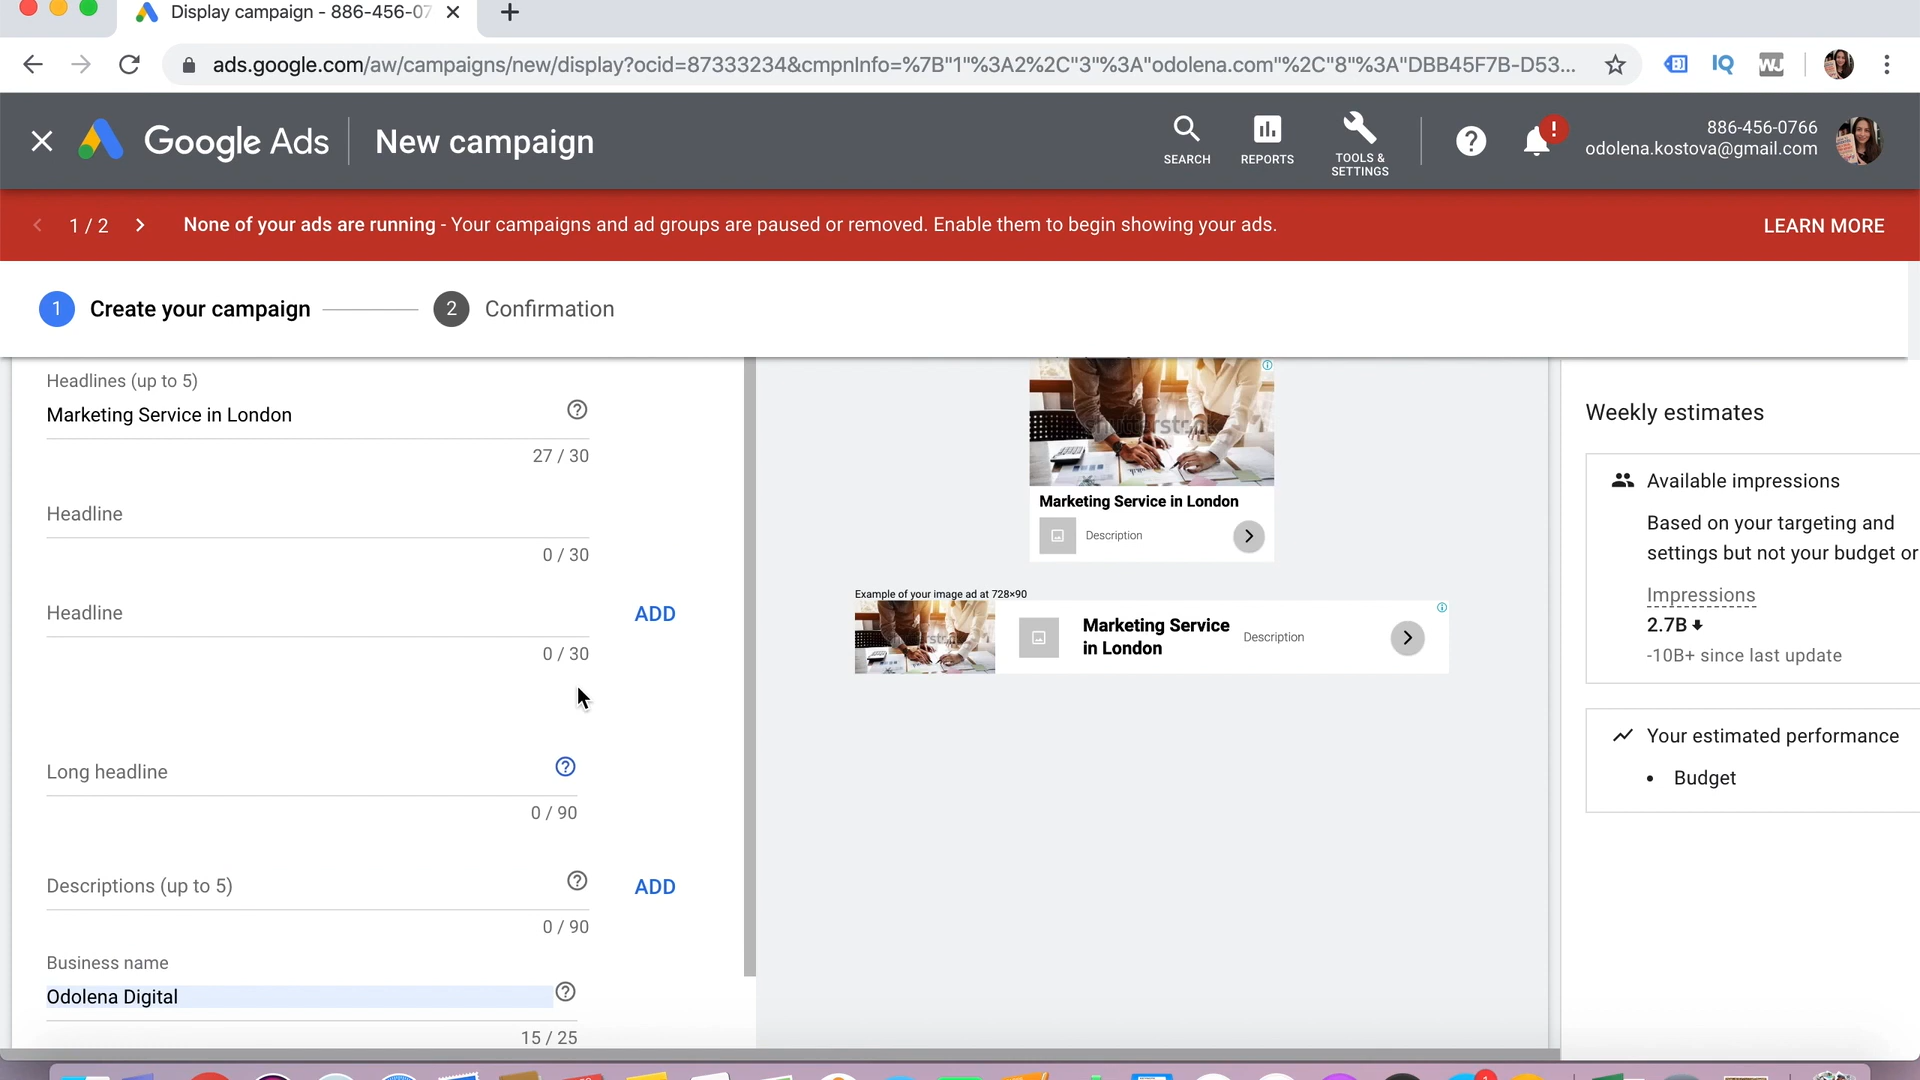 Display campaign - 886-456-07
ads.google.com/aw/campaigns/new/display?ocid=87333234&cmpnInfo=%7B"1"%3A2%2C"3"%3A"odolena.com"%2C"8"%3A"DBB45F7B-D53...
Google Ads
New campaign
SEARCH
REPORTS
TOOLS &
SETTINGS
886-456-0766
odolena.kostova@gmail.com
1 / 2
None of your ads are running - Your campaigns and ad groups are paused or removed. Enable them to begin showing your ads.
LEARN MORE
1
Create your campaign
2
Confirmation
Headlines (up to 5)
Marketing Service in London
27 / 30
Headline
0 / 30
Headline
ADD
0 / 30
Long headline
0 / 90
Descriptions (up to 5)
ADD
0 / 90
Business name
Odolena Digital
15 / 25
Marketing Service in London
Description
Example of your image ad at 728×90
Marketing Service
in London
Description
Weekly estimates
Available impressions
Based on your targeting and
settings but not your budget or
Impressions
2.7B
-10B+ since last update
Your estimated performance
• Budget